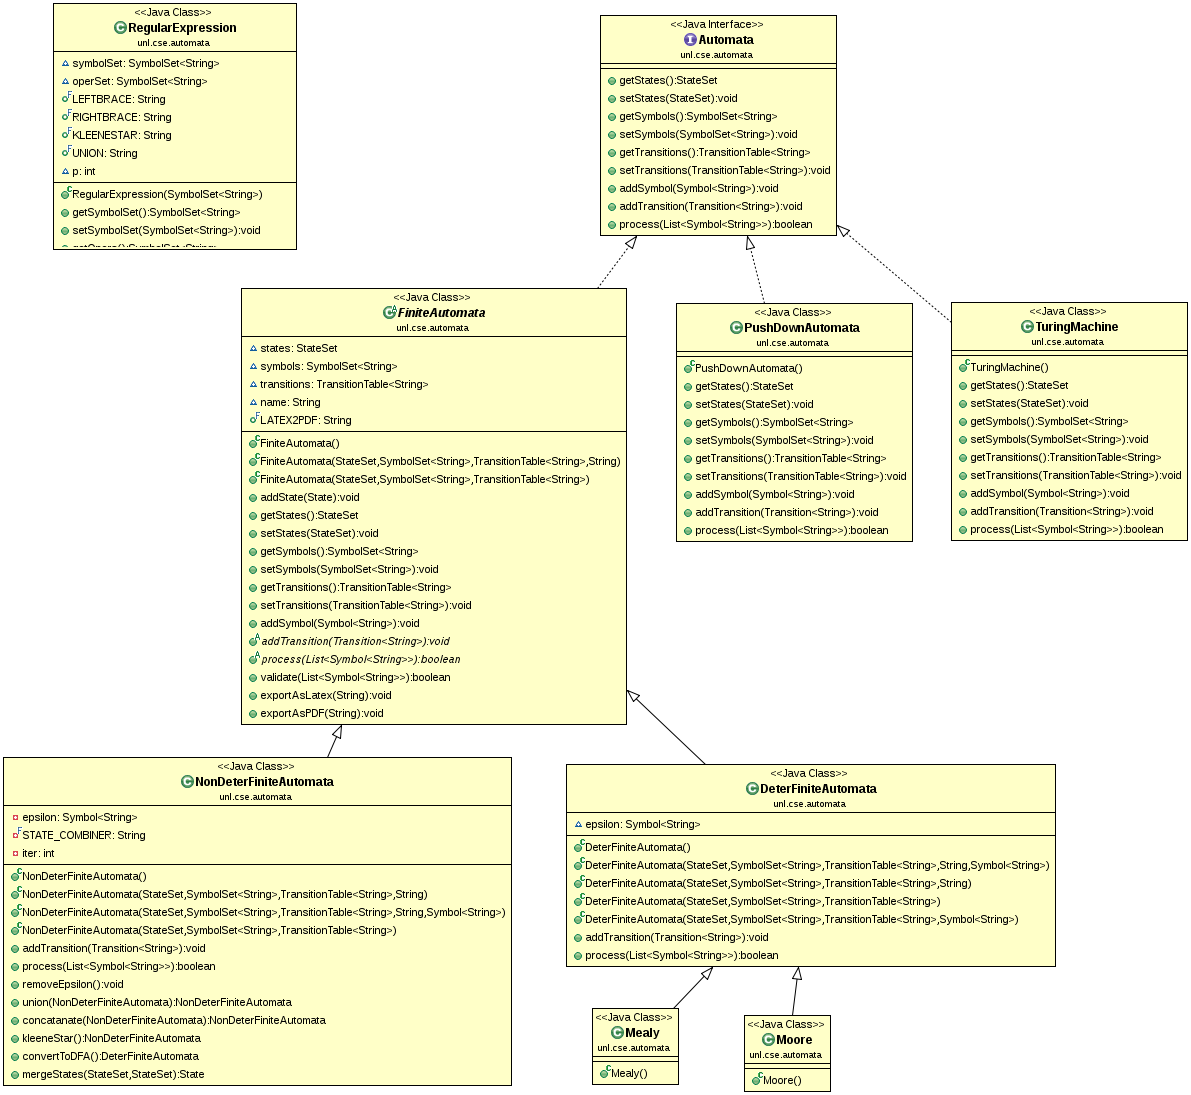 <<Java Class>>
RegularExpression
unl.cse.automata
symbolSet: SymbolSet<String>
operSet: SymbolSet<String>
LEFTBRACE: String
RIGHTBRACE: String
KLEENESTAR: String
UNION: String
p: int
RegularExpression(SymbolSet<String>)
getSymbolSet():SymbolSet<String>
setSymbolSet(SymbolSet<String>):void
<<Java Interface>>
Automata
unl.cse.automata
getStates():StateSet
setStates(StateSet):void
getSymbols():SymbolSet<String>
setSymbols(SymbolSet<String>):void
getTransitions():TransitionTable<String>
setTransitions(TransitionTable<String>):void
addSymbol(Symbol<String>):void
addTransition(Transition<String>):void
process(List<Symbol<String>>):boolean
<<Java Class>>
FiniteAutomata
unl.cse.automata
states: StateSet
symbols: SymbolSet<String>
transitions: TransitionTable<String>
name: String
LATEX2PDF: String
FiniteAutomata()
FiniteAutomata(StateSet,SymbolSet<String>,TransitionTable<String>,String)
FiniteAutomata(StateSet,SymbolSet<String>,TransitionTable<String>)
addState(State):void
getStates():StateSet
setStates(StateSet):void
getSymbols():SymbolSet<String>
setSymbols(SymbolSet<String>):void
getTransitions():TransitionTable<String>
setTransitions(TransitionTable<String>):void
addSymbol(Symbol<String>):void
addTransition(Transition<String>):void
process(List<Symbol<String>>):boolean
validate(List<Symbol<String>>):boolean
exportAsLatex(String):void
exportAsPDF(String):void
<<Java Class>>
PushDownAutomata
unl.cse.automata
PushDownAutomata()
getStates():StateSet
setStates(StateSet):void
getSymbols():SymbolSet<String>
setSymbols(SymbolSet<String>):void
getTransitions():TransitionTable<String>
setTransitions(TransitionTable<String>):void
addSymbol(Symbol<String>):void
addTransition(Transition<String>):void
process(List<Symbol<String>>):boolean
<<Java Class>>
TuringMachine
unl.cse.automata
TuringMachine()
getStates():StateSet
setStates(StateSet):void
getSymbols():SymbolSet<String>
setSymbols(SymbolSet<String>):void
getTransitions():TransitionTable<String>
setTransitions(TransitionTable<String>):void
addSymbol(Symbol<String>):void
addTransition(Transition<String>):void
process(List<Symbol<String>>):boolean
<<Java Class>>
NonDeterFiniteAutomata
unl.cse.automata
epsilon: Symbol<String>
STATE_COMBINER: String
iter: int
NonDeterFiniteAutomata()
NonDeterFiniteAutomata(StateSet,SymbolSet<String>,TransitionTable<String>,String)
NonDeterFiniteAutomata(StateSet,SymbolSet<String>,TransitionTable<String>,String,Symbol<String>)
NonDeterFiniteAutomata(StateSet,SymbolSet<String>,TransitionTable<String>)
addTransition(Transition<String>):void
process(List<Symbol<String>>):boolean
removeEpsilon():void
union(NonDeterFiniteAutomata):NonDeterFiniteAutomata
concatanate(NonDeterFiniteAutomata):NonDeterFiniteAutomata
kleeneStar():NonDeterFiniteAutomata
convertToDFA():DeterFiniteAutomata
mergeStates(StateSet,StateSet):State
<<Java Class>>
DeterFiniteAutomata
unl.cse.automata
epsilon: Symbol<String>
DeterFiniteAutomata()
DeterFiniteAutomata(StateSet,SymbolSet<String>,TransitionTable<String>,String,Symbol<String>)
DeterFiniteAutomata(StateSet,SymbolSet<String>,TransitionTable<String>,String)
DeterFiniteAutomata(StateSet,SymbolSet<String>,TransitionTable<String>)
DeterFiniteAutomata(StateSet,SymbolSet<String>,TransitionTable<String>,Symbol<String>)
addTransition(Transition<String>):void
process(List<Symbol<String>>):boolean
<<Java Class>>
Mealy
unl.cse.automata
Mealy()
<<Java Class>>
Moore
unl.cse.automata
Moore()